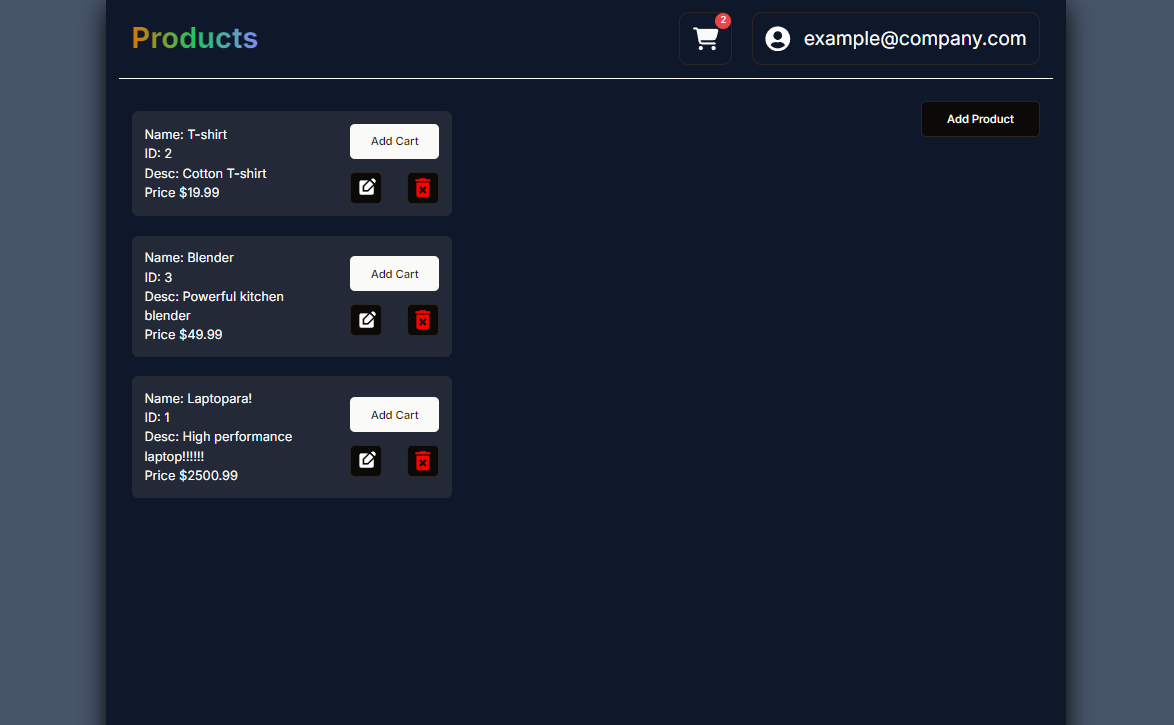 Products
2
example@company.com
Add Product
Name: T-shirt
ID: 2
Desc: Cotton T-shirt
Price $19.99
Add Cart
Name: Blender
ID: 3
Desc: Powerful kitchen
blender
Price $49.99
Add Cart
Name: Laptopara!
ID: 1
Desc: High performance
laptop!!!!!!
Price $2500.99
Add Cart